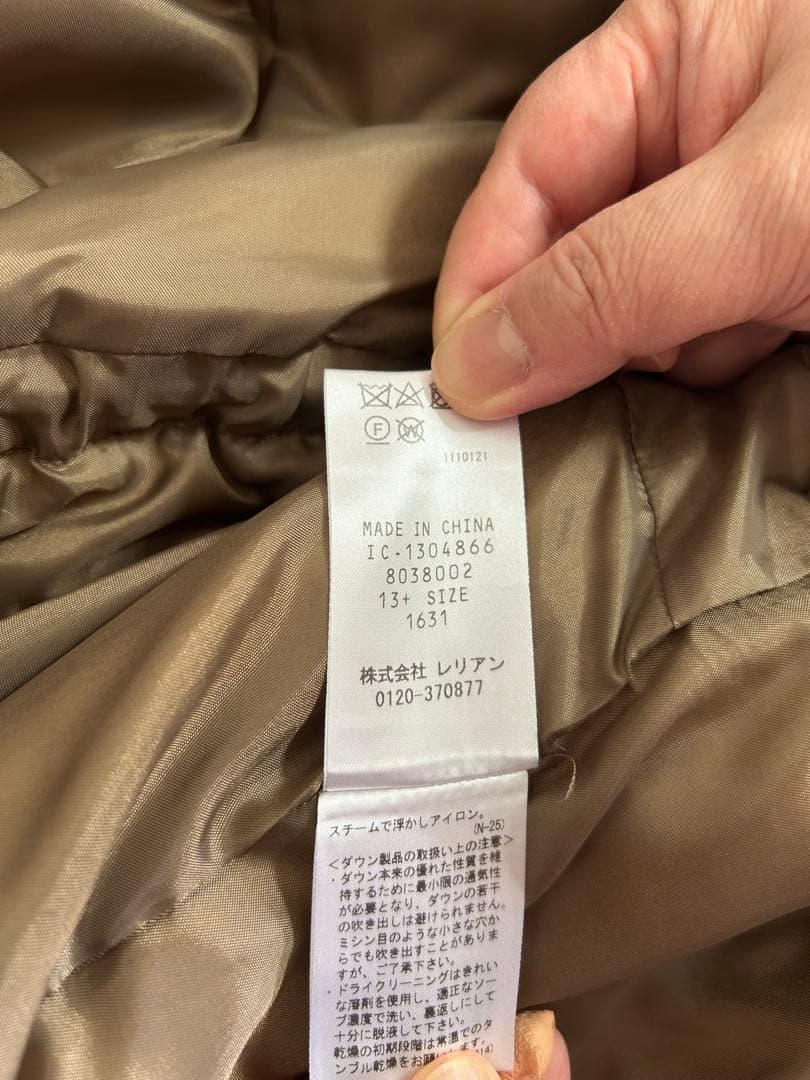 F W
1110121
MADE IN CHINA
IC-1304866
8038002
13+ SIZE
1631
株式会社 レリアン
0120-370877
スチームで浮かしアイロン。
(N-25)
<ダウン製品の取扱い上の注意>
・ダウン本来の優れた性質を維
持するために最小限の通気性
が必要となり、ダウンの若干
の吹き出しは避けられません。
ミシン目のような小さな穴か
らでも吹き出すことがありま
すが、ご了承下さい。
・ドライクリーニングはきれい
な溶剤を使用し、適正なソー
プ濃度で洗い、裏返しにして
十分に脱液して下さい。
乾燥の初期段階は常温でのタ
ンブル乾燥をお願い